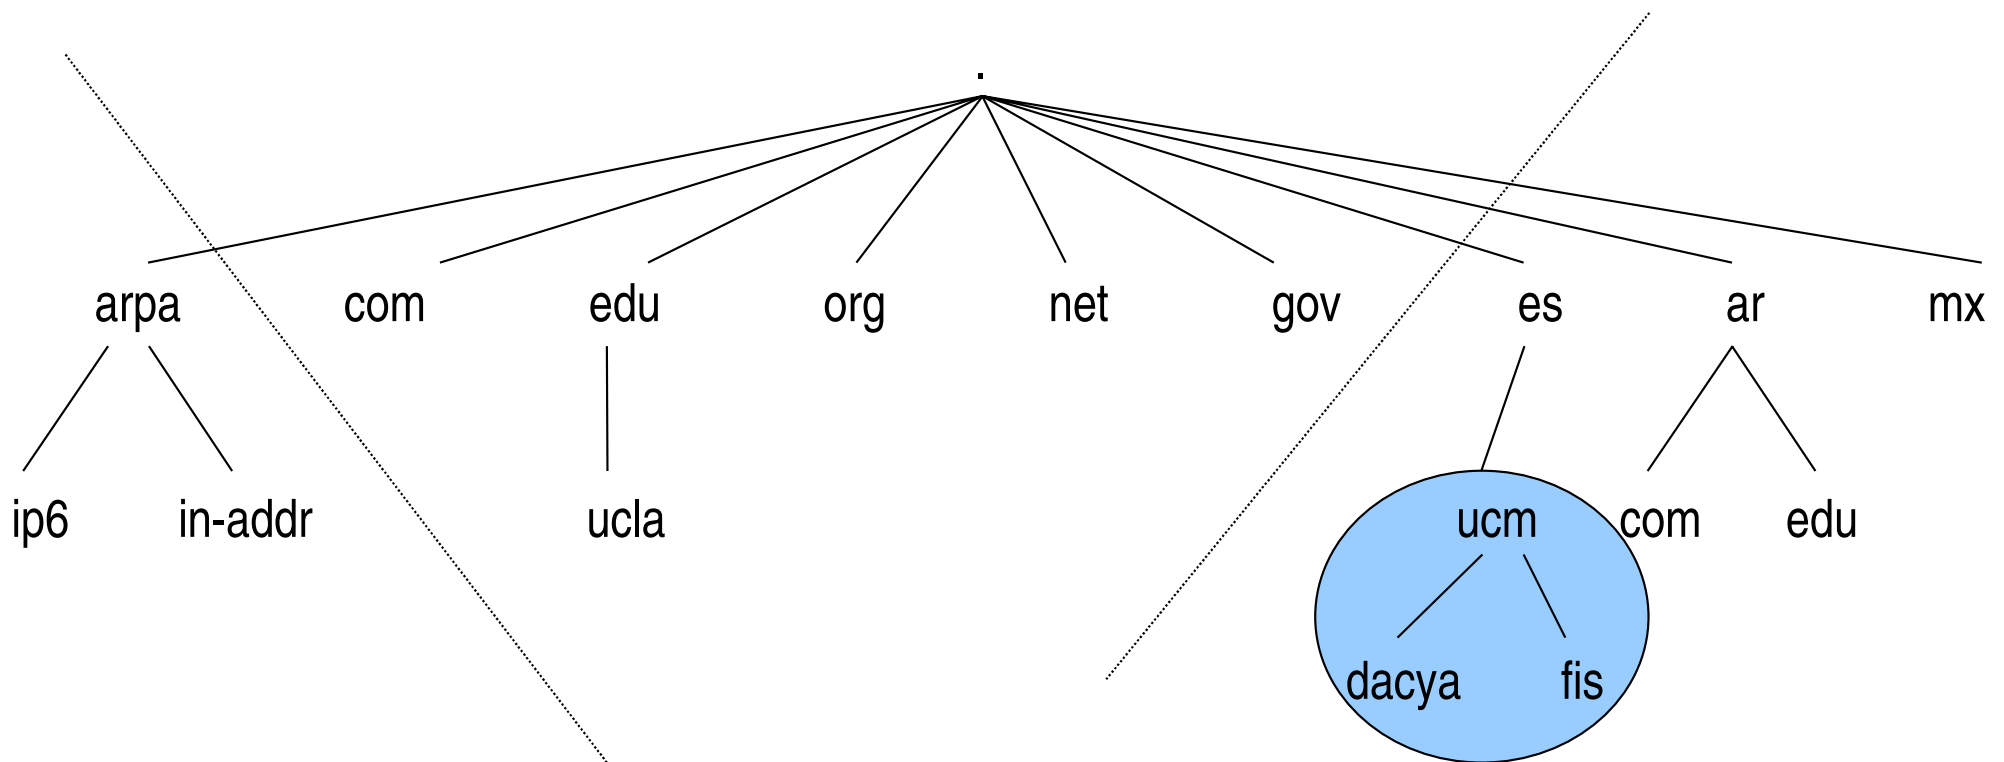 .
arpa com edu org net gov es ar mx
ip6 in-addr ucla ucm com edu
dacya fis